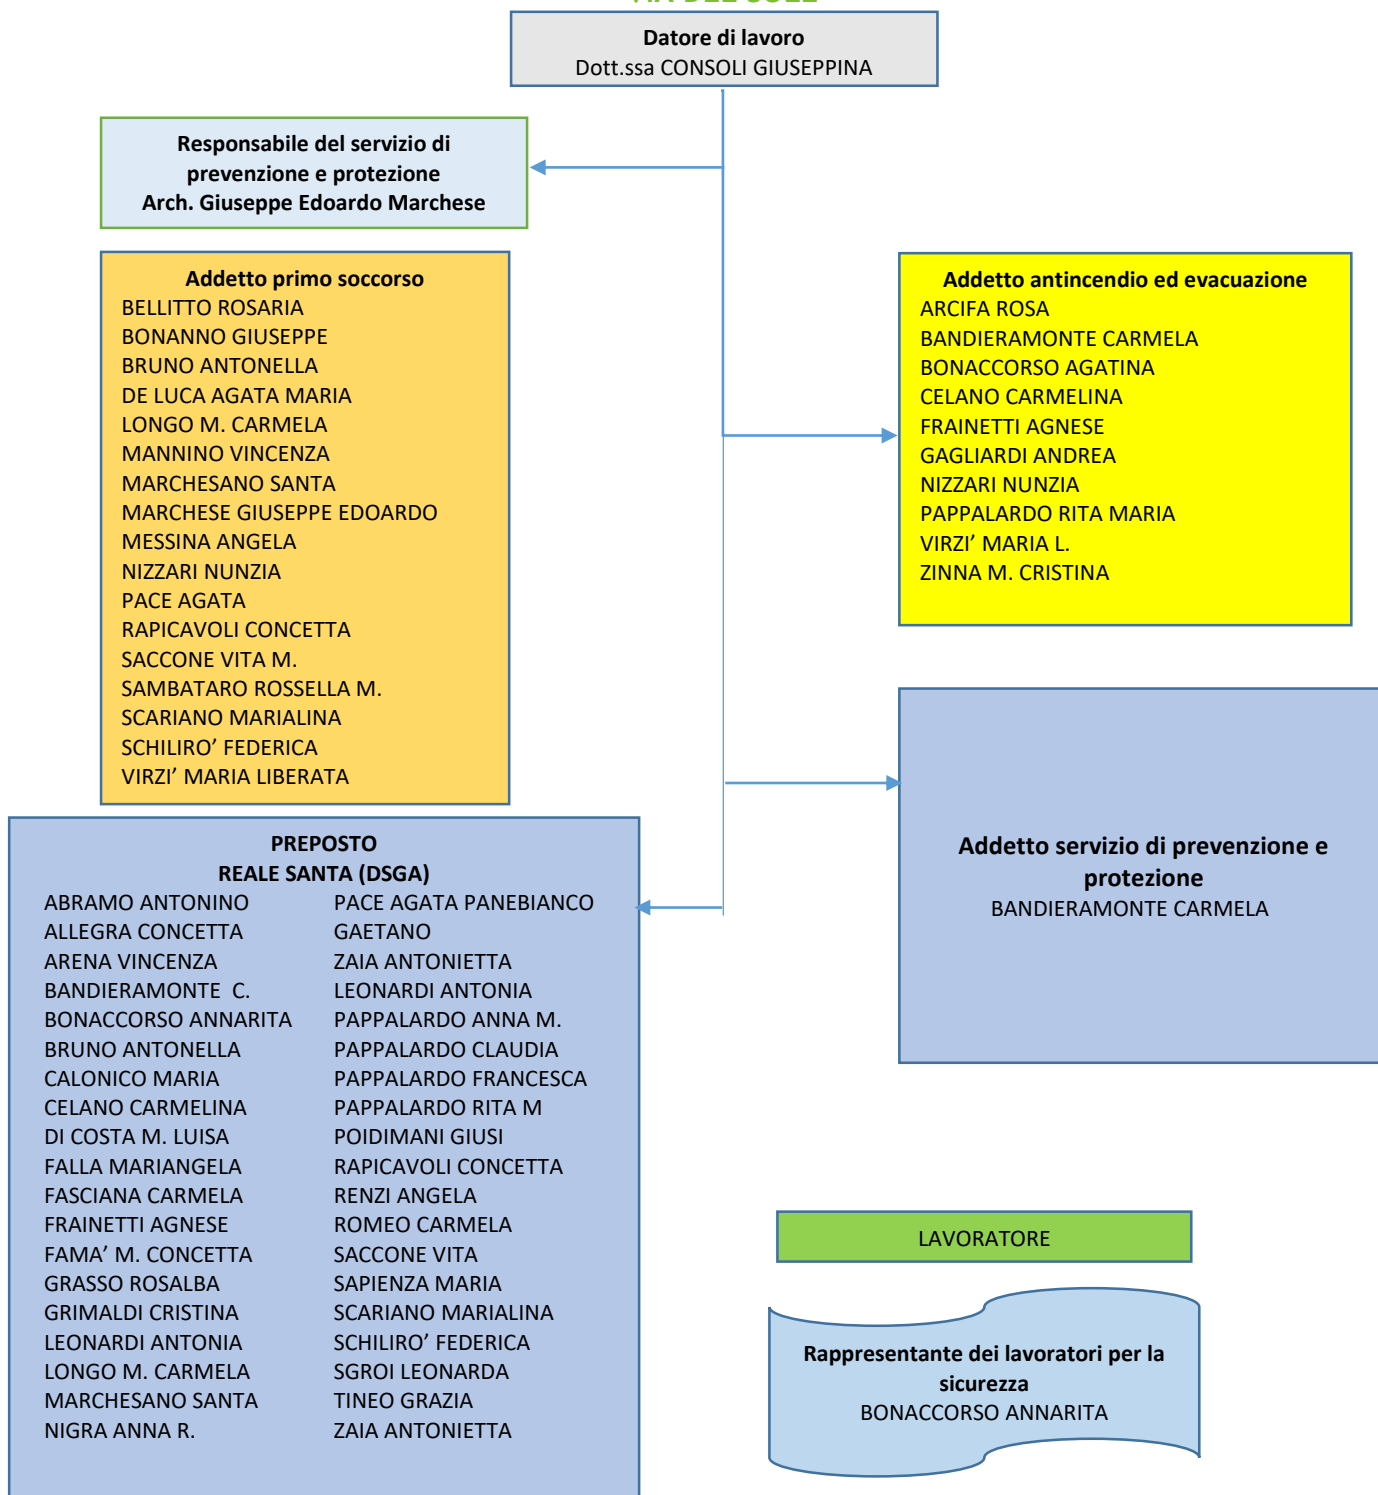 Datore di lavoro
Dott.ssa CONSOLI GIUSEPPINA
Responsabile del servizio di
prevenzione e protezione
Arch. Giuseppe Edoardo Marchese
Addetto primo soccorso
BELLITTO ROSARIA
BONANNO GIUSEPPE
BRUNO ANTONELLA
DE LUCA AGATA MARIA
LONGO M. CARMELA
MANNINO VINCENZA
MARCHESANO SANTA
MARCHESE GIUSEPPE EDOARDO
MESSINA ANGELA
NIZZARI NUNZIA
PACE AGATA
RAPICAVOLI CONCETTA
SACCONE VITA M.
SAMBATARO ROSSELLA M.
SCARIANO MARIALINA
SCHILIRO’ FEDERICA
VIRZI’ MARIA LIBERATA
Addetto antincendio ed evacuazione
ARCIFA ROSA
BANDIERAMONTE CARMELA
BONACCORSO AGATINA
CELANO CARMELINA
FRAINETTI AGNESE
GAGLIARDI ANDREA
NIZZARI NUNZIA
PAPPALARDO RITA MARIA
VIRZI’ MARIA L.
ZINNA M. CRISTINA
Addetto servizio di prevenzione e
protezione
BANDIERAMONTE CARMELA
PREPOSTO
REALE SANTA (DSGA)
ABRAMO ANTONINO
ALLEGRA CONCETTA
ARENA VINCENZA
BANDIERAMONTE  C.
BONACCORSO ANNARITA
BRUNO ANTONELLA
CALONICO MARIA
CELANO CARMELINA
DI COSTA M. LUISA
FALLA MARIANGELA
FASCIANA CARMELA
FRAINETTI AGNESE
FAMA’ M. CONCETTA
GRASSO ROSALBA
GRIMALDI CRISTINA
LEONARDI ANTONIA
LONGO M. CARMELA
MARCHESANO SANTA
NIGRA ANNA R.
PACE AGATA PANEBIANCO
GAETANO
ZAIA ANTONIETTA
LEONARDI ANTONIA
PAPPALARDO ANNA M.
PAPPALARDO CLAUDIA
PAPPALARDO FRANCESCA
PAPPALARDO RITA M
POIDIMANI GIUSI
RAPICAVOLI CONCETTA
RENZI ANGELA
ROMEO CARMELA
SACCONE VITA
SAPIENZA MARIA
SCARIANO MARIALINA
SCHILIRO’ FEDERICA
SGROI LEONARDA
TINEO GRAZIA
ZAIA ANTONIETTA
LAVORATORE
Rappresentante dei lavoratori per la
sicurezza
BONACCORSO ANNARITA